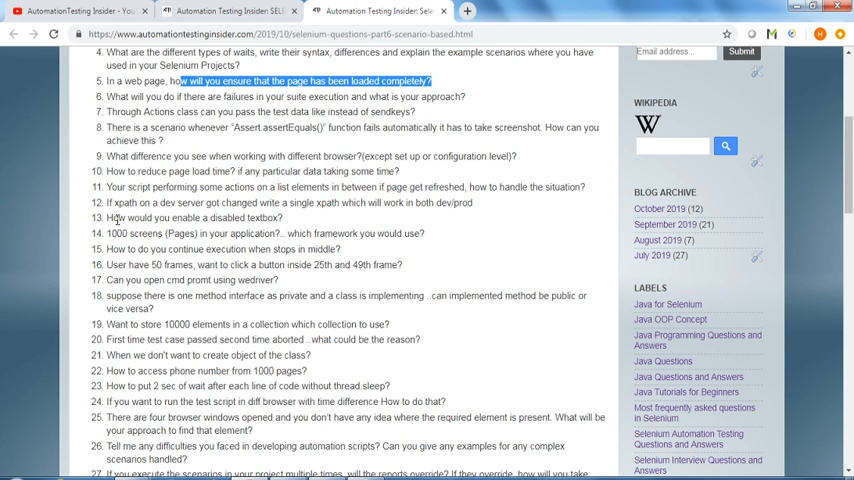 AutomationTesting Insider - You
Automation Testing Insider: SELE
Automation Testing Insider: Selen
https://www.automationtestinginsider.com/2019/10/selenium-questions-part6-scenario-based.html
4. What are the different types of waits, write their syntax, differences and explain the example scenarios where you have
used in your Selenium Projects?
5. In a web page, how will you ensure that the page has been loaded completely?
6. What will you do if there are failures in your suite execution and what is your approach?
7. Through Actions class can you pass the test data like instead of sendkeys?
8. There is a scenario whenever "Assert.assertEquals()" function fails automatically it has to take screenshot. How can you
achieve this ?
9. What difference you see when working with different browser?(except set up or configuration level)?
10. How to reduce page load time? if any particular data taking some time?
11. Your script performing some actions on a list elements in between if page get refreshed, how to handle the situation?
12. If xpath on a dev server got changed write a single xpath which will work in both dev/prod
13. How would you enable a disabled textbox?
14. 1000 screens (Pages) in your application?.. which framework you would use?
15. How to do you continue execution when stops in middle?
16. User have 50 frames, want to click a button inside 25th and 49th frame?
17. Can you open cmd promt using wedriver?
18. suppose there is one method interface as private and a class is implementing ..can implemented method be public or
vice versa?
19. Want to store 10000 elements in a collection which collection to use?
20. First time test case passed second time aborted ...what could be the reason?
21. When we don't want to create object of the class?
22. How to access phone number from 1000 pages?
23. How to put 2 sec of wait after each line of code without thread.sleep?
24. If you want to run the test script in diff browser with time difference How to do that?
25. There are four browser windows opened and you don't have any idea where the required element is present. What will be
your approach to find that element?
26. Tell me any difficulties you faced in developing automation scripts? Can you give any examples for any complex
scenarios handled?
27. If you execute the scenarios in your project multiple times, will the reports override? If they override, how will you take
Email address...
Submit
WIKIPEDIA
W
BLOG ARCHIVE
October 2019 (12)
September 2019 (21)
August 2019 (7)
July 2019 (27)
LABELS
Java for Selenium
Java OOP Concept
Java Programming Questions and
Answers
Java Questions
Java Questions and Answers
Java Tutorials for Beginners
Most frequently asked questions
in Selenium
Selenium Automation Testing
Questions and Answers
Selenium Interview Questions and
Answers